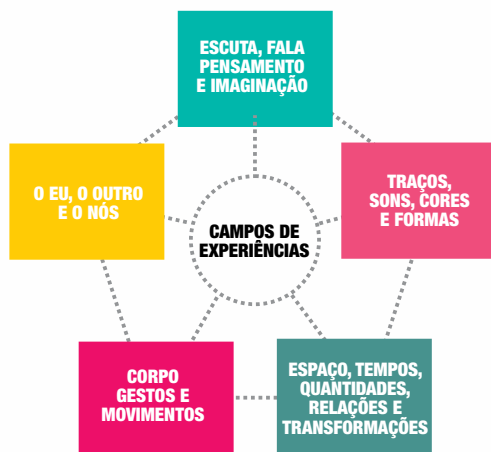 ESCUTA, FALA
PENSAMENTO
E IMAGINAÇÃO
O EU, O OUTRO
E O NÓS
TRAÇOS,
SONS, CORES
E FORMAS
CAMPOS DE
EXPERIÊNCIAS
CORPO
GESTOS E
MOVIMENTOS
ESPAÇO, TEMPOS,
QUANTIDADES,
RELAÇÕES E
TRANSFORMAÇÕES